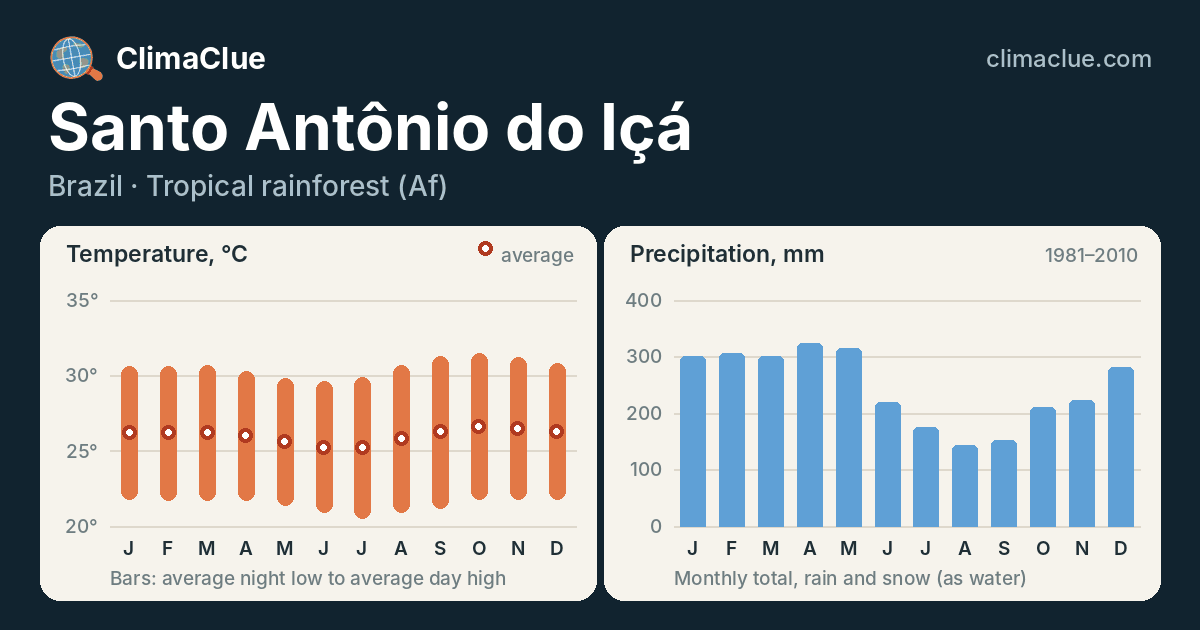 ClimaClue
climaclue.com
Santo Antônio do Içá
Brazil · Tropical rainforest (Af)
Temperature, °C
average
35°
30°
25°
20°
J F M A M J J A S O N D
Bars: average night low to average day high
Precipitation, mm
1981–2010
400
300
200
100
0
J F M A M J J A S O N D
Monthly total, rain and snow (as water)